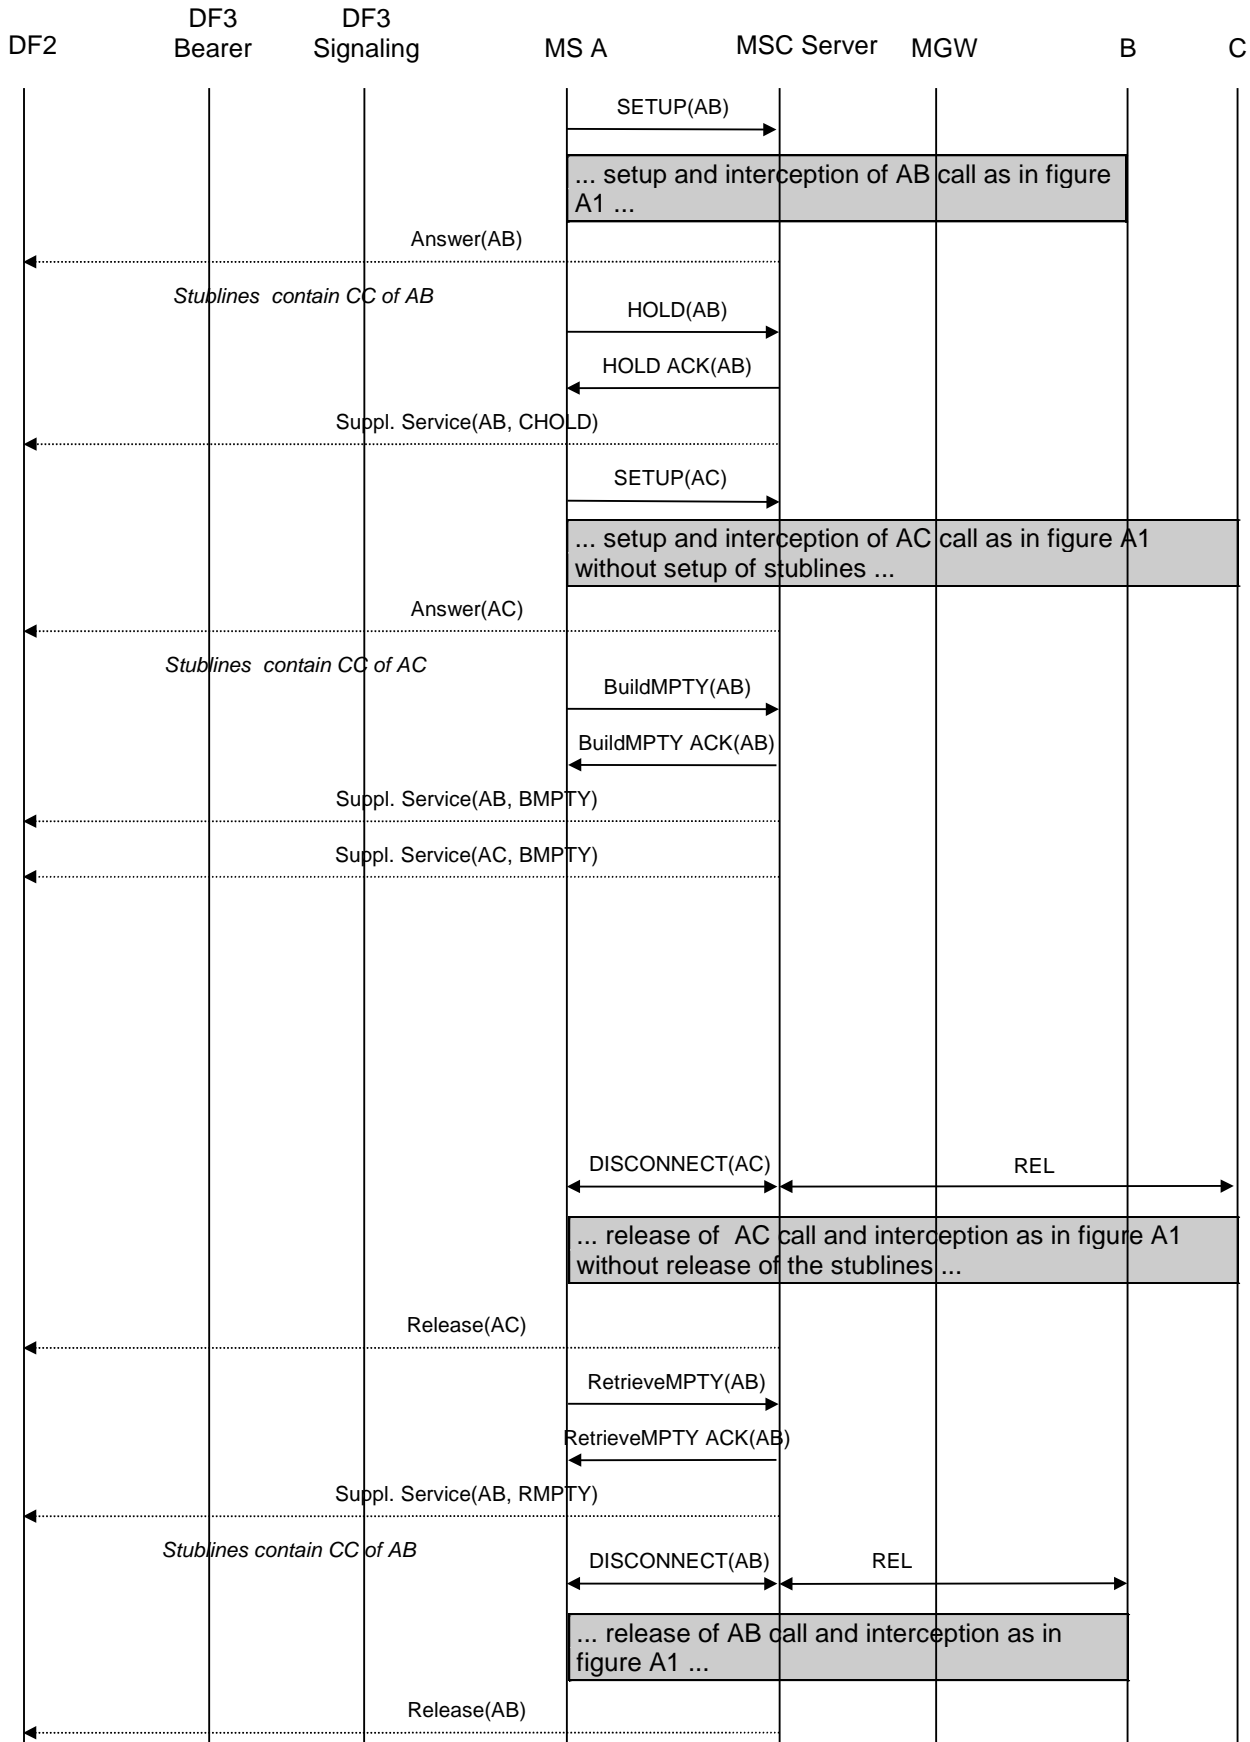 DF2
DF3
Bearer
DF3
Signaling
MS A
MSC Server
MGW
B
C
SETUP(AB)
... setup and interception of AB call as in figure
A1 ...
Answer(AB)
Stublines contain CC of AB
HOLD(AB)
HOLD ACK(AB)
Suppl. Service(AB, CHOLD)
SETUP(AC)
... setup and interception of AC call as in figure A1
without setup of stublines ...
Answer(AC)
Stublines contain CC of AC
BuildMPTY(AB)
BuildMPTY ACK(AB)
Suppl. Service(AB, BMPTY)
Suppl. Service(AC, BMPTY)
DISCONNECT(AC)
REL
... release of AC call and interception as in figure A1
without release of the stublines ...
Release(AC)
RetrieveMPTY(AB)
RetrieveMPTY ACK(AB)
Suppl. Service(AB, RMPTY)
Stublines contain CC of AB
DISCONNECT(AB)
REL
... release of AB call and interception as in
figure A1 ...
Release(AB)